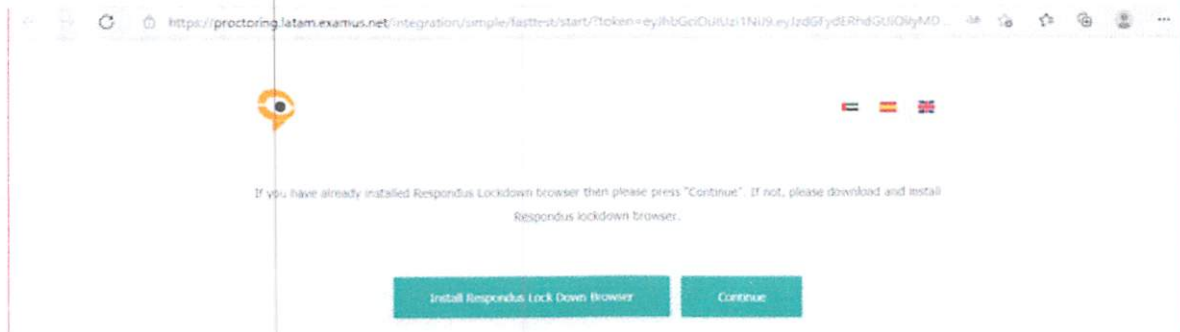 https://proctoring.latam.examus.net/integration/simple/fasttest/start/?token=
If you have already installed Respondus Lockdown browser then please press "Continue". If not, please download and install
Respondus lockdown browser.
Install Respondus Lock Down Browser Continue